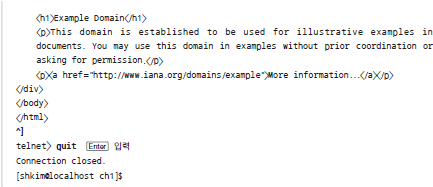 <h1>Example Domain</h1>
<p>This domain is established to be used for illustrative examples in
documents. You may use this domain in examples without prior coordination or
asking for permission.</p>
<p><a href="http://www.iana.org/domains/example">More information...</a></p>
</div>
</body>
</html>
^]
telnet> quit Enter 입력
Connection closed.
[shkim@localhost ch1]$